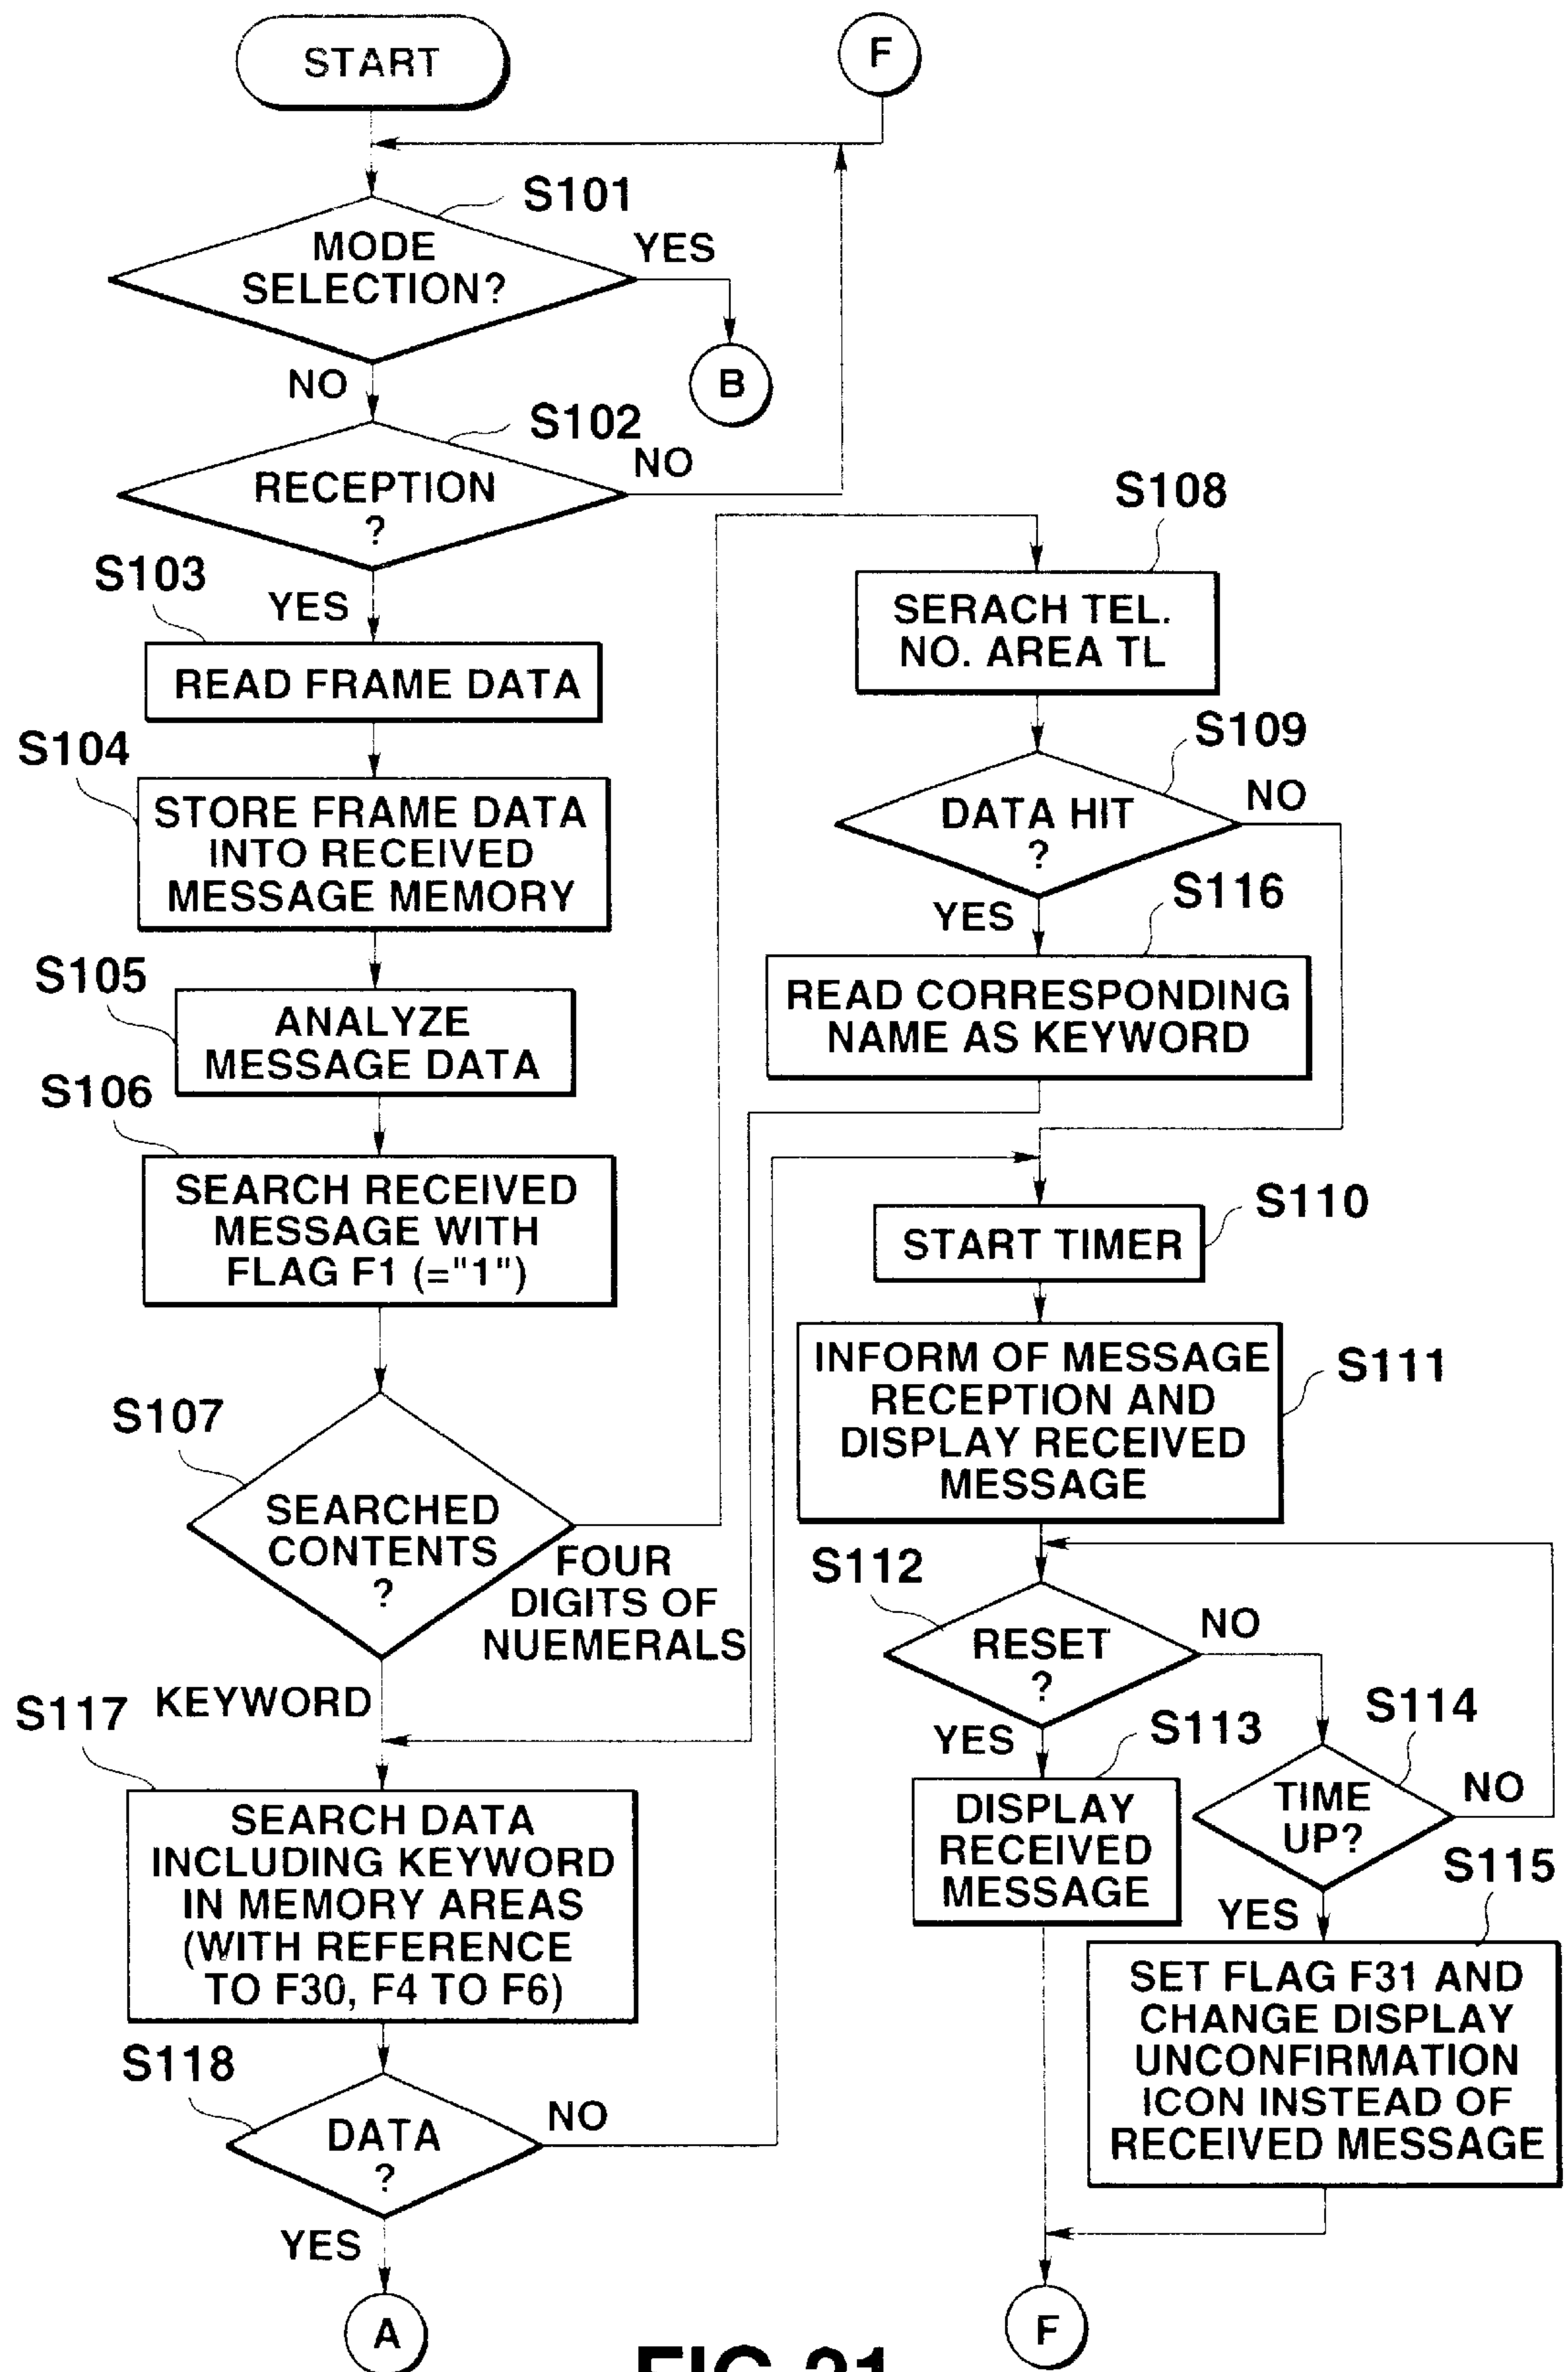 START
F
S101
MODE
SELECTION?
YES
B
NO
S102
RECEPTION
?
NO
S103
YES
READ FRAME DATA
S104
STORE FRAME DATA
INTO RECEIVED
MESSAGE MEMORY
S105
ANALYZE
MESSAGE DATA
S106
SEARCH RECEIVED
MESSAGE WITH
FLAG F1 (="1")
S107
SEARCHED
CONTENTS
?
FOUR
DIGITS OF
NUEMERALS
KEYWORD
S117
SEARCH DATA
INCLUDING KEYWORD
IN MEMORY AREAS
(WITH REFERENCE
TO F30, F4 TO F6)
S118
DATA
?
NO
YES
A
S108
SERACH TEL.
NO. AREA TL
S109
DATA HIT
?
NO
YES
S116
READ CORRESPONDING
NAME AS KEYWORD
S110
START TIMER
S111
INFORM OF MESSAGE
RECEPTION AND
DISPLAY RECEIVED
MESSAGE
S112
RESET
?
NO
YES
S113
DISPLAY
RECEIVED
MESSAGE
S114
TIME
UP?
NO
YES
S115
SET FLAG F31 AND
CHANGE DISPLAY
UNCONFIRMATION
ICON INSTEAD OF
RECEIVED MESSAGE
F